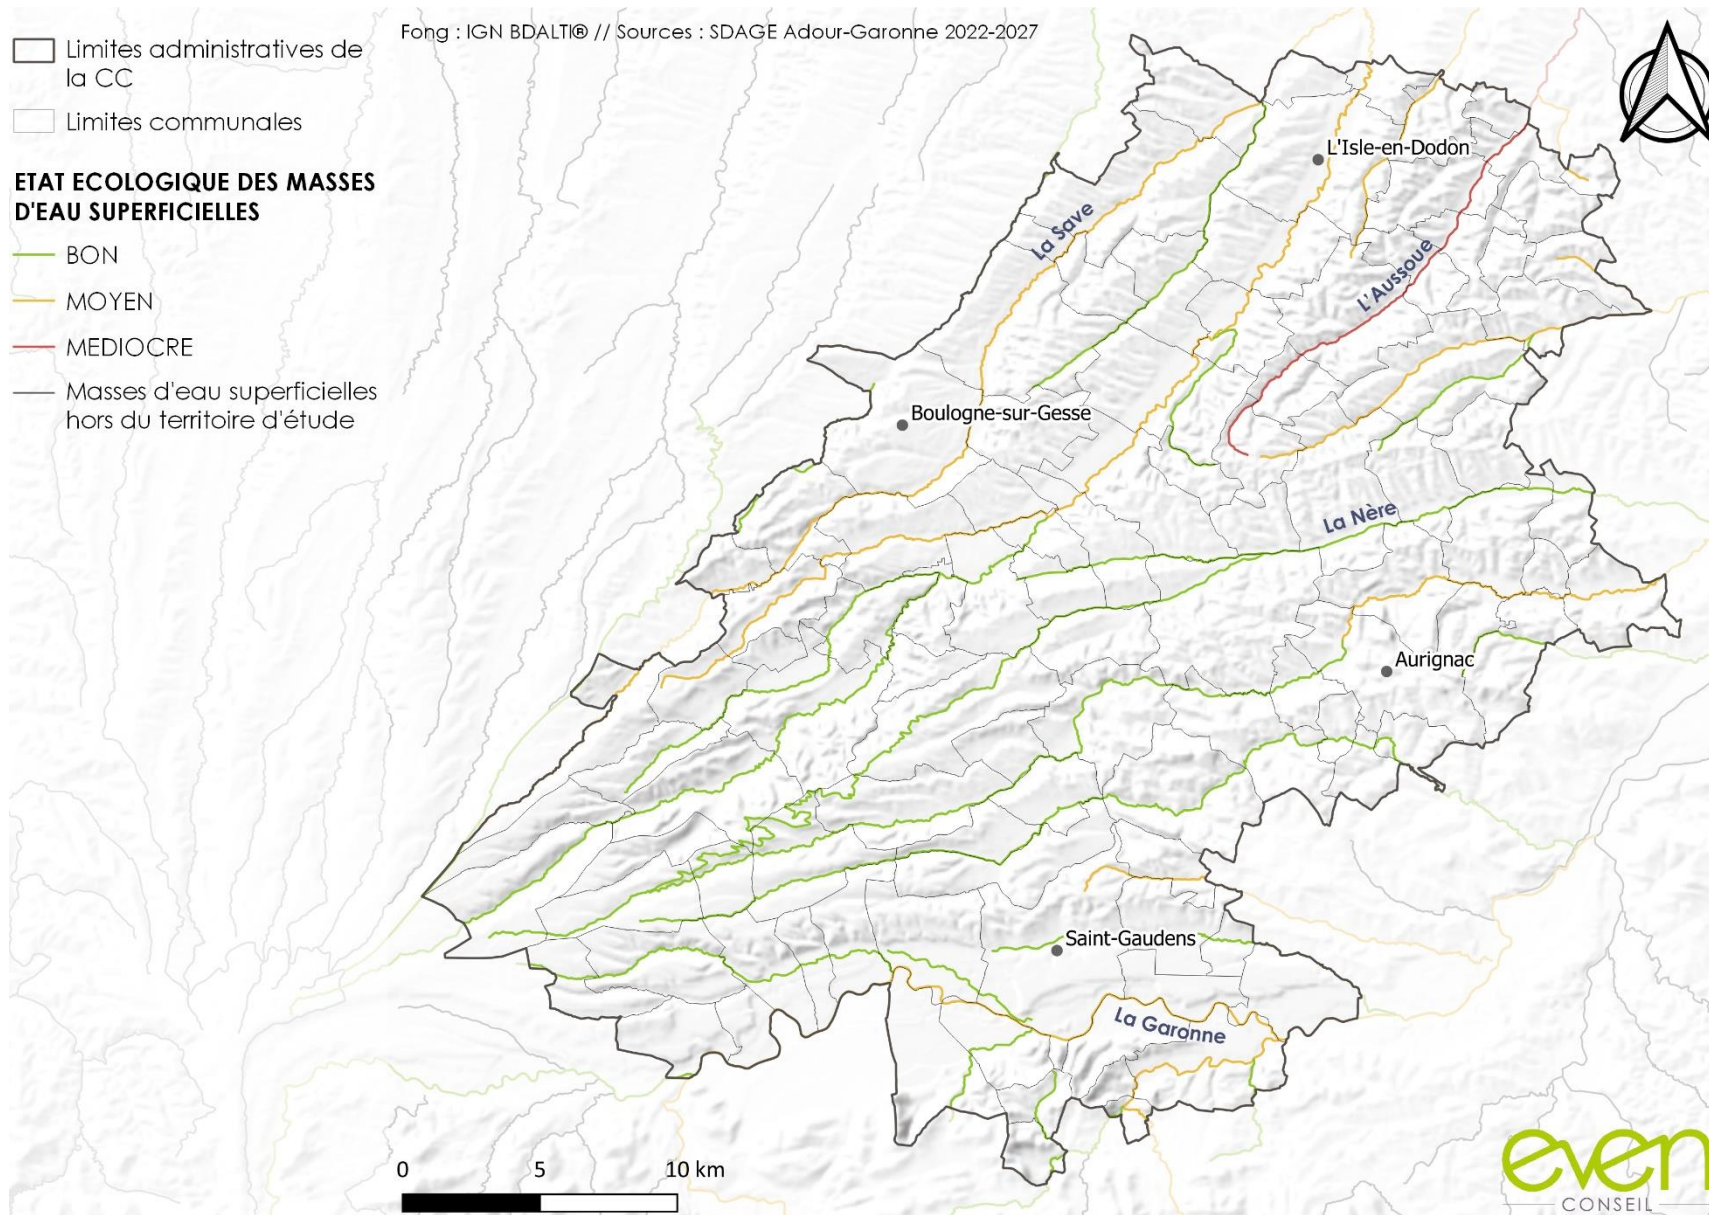 Fong : IGN BDALTI® // Sources : SDAGE Adour-Garonne 2022-2027
Limites administratives de
la CC
Limites communales
ETAT ECOLOGIQUE DES MASSES
D'EAU SUPERFICIELLES
BON
MOYEN
MEDIOCRE
Masses d'eau superficielles
hors du territoire d'étude
L'Isle-en-Dodon
La Save
L'Aussoue
Boulogne-sur-Gesse
La Nère
Aurignac
Saint-Gaudens
La Garonne
0 5 10 km
even
CONSEIL